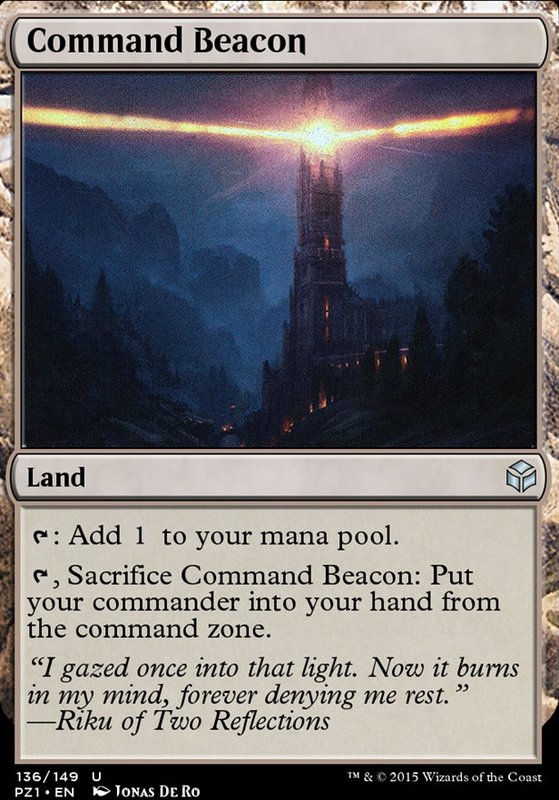 Command Beacon
Land
: Add 1 to your mana pool.
, Sacrifice Command Beacon: Put
your commander into your hand from
the command zone.
“I gazed once into that light. Now it burns
in my mind, forever denying me rest.”
—Riku of Two Reflections
136/149 U
PZ1 • EN Jonas De Ro
™ & © 2015 Wizards of the Coast